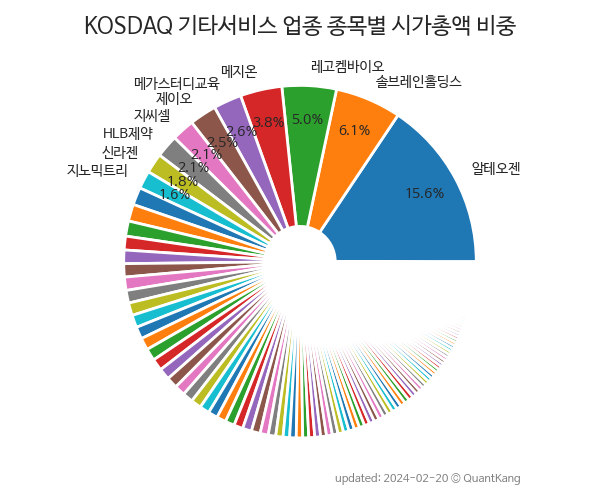 KOSDAQ 기타서비스 업종 종목별 시가총액 비중
알테오젠
15.6%
솔브레인홀딩스
6.1%
레고켐바이오
5.0%
메지온
3.8%
메가스터디교육
2.6%
제이오
2.5%
지씨셀
2.1%
HLB제약
2.1%
신라젠
1.8%
지노믹트리
1.6%
updated: 2024-02-20 © QuantKang